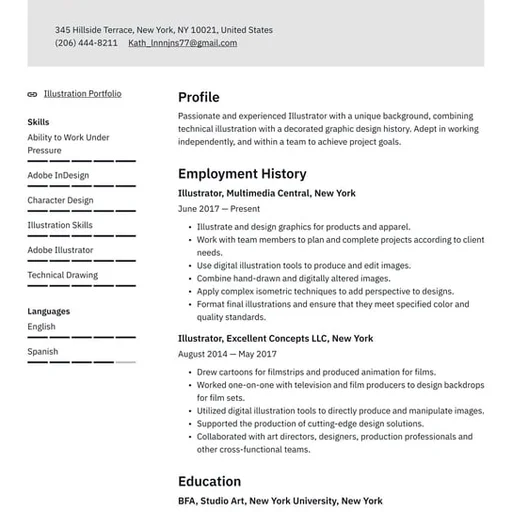 345 Hillside Terrace, New York, NY 10021, United States
(206) 444-8211 Kath_lnnnjns77@gmail.com
Illustration Portfolio
Skills
Ability to Work Under
Pressure
Adobe InDesign
Character Design
Illustration Skills
Adobe Illustrator
Technical Drawing
Languages
English
Spanish
Profile
Passionate and experienced Illustrator with a unique background, combining
technical illustration with a decorated graphic design history. Adept in working
independently, and within a team to achieve project goals.
Employment History
Illustrator, Multimedia Central, New York
June 2017 — Present
• Illustrate and design graphics for products and apparel.
• Work with team members to plan and complete projects according to client
needs.
• Use digital illustration tools to produce and edit images.
• Combine hand-drawn and digitally altered images.
• Apply complex isometric techniques to add perspective to designs.
• Format final illustrations and ensure that they meet specified color and
quality standards.
Illustrator, Excellent Concepts LLC, New York
August 2014 — May 2017
• Drew cartoons for filmstrips and produced animation for films.
• Worked one-on-one with television and film producers to design backdrops
for film sets.
• Utilized digital illustration tools to directly produce and manipulate images.
• Supported the production of cutting-edge design solutions.
• Collaborated with art directors, designers, production professionals and
other cross-functional teams.
Education
BFA, Studio Art, New York University, New York